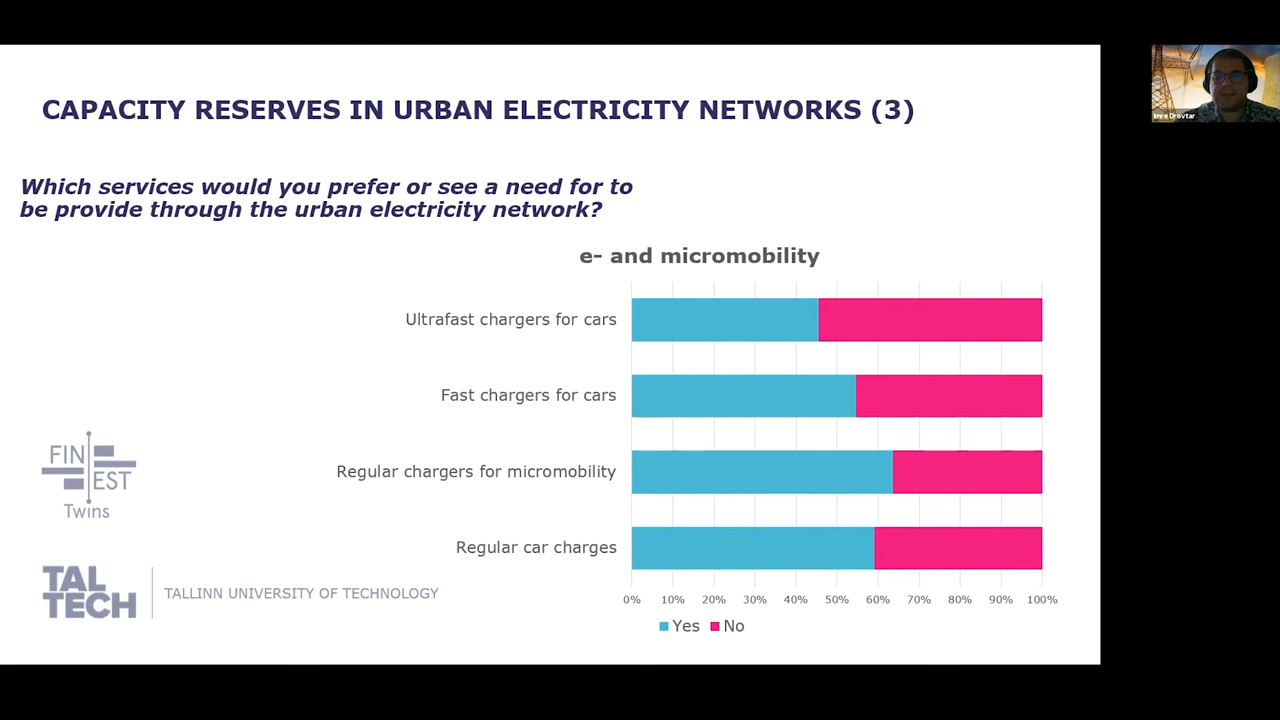 CAPACITY RESERVES IN URBAN ELECTRICITY NETWORKS (3)
Imre Drovtar
Which services would you prefer or see a need for to
be provide through the urban electricity network?
e- and micromobility
Ultrafast chargers for cars
Fast chargers for cars
Regular chargers for micromobility
Regular car charges
0% 10% 20% 30% 40% 50% 60% 70% 80% 90% 100%
Yes No
FIN
EST
Twins
TAL
TECH
TALLINN UNIVERSITY OF TECHNOLOGY